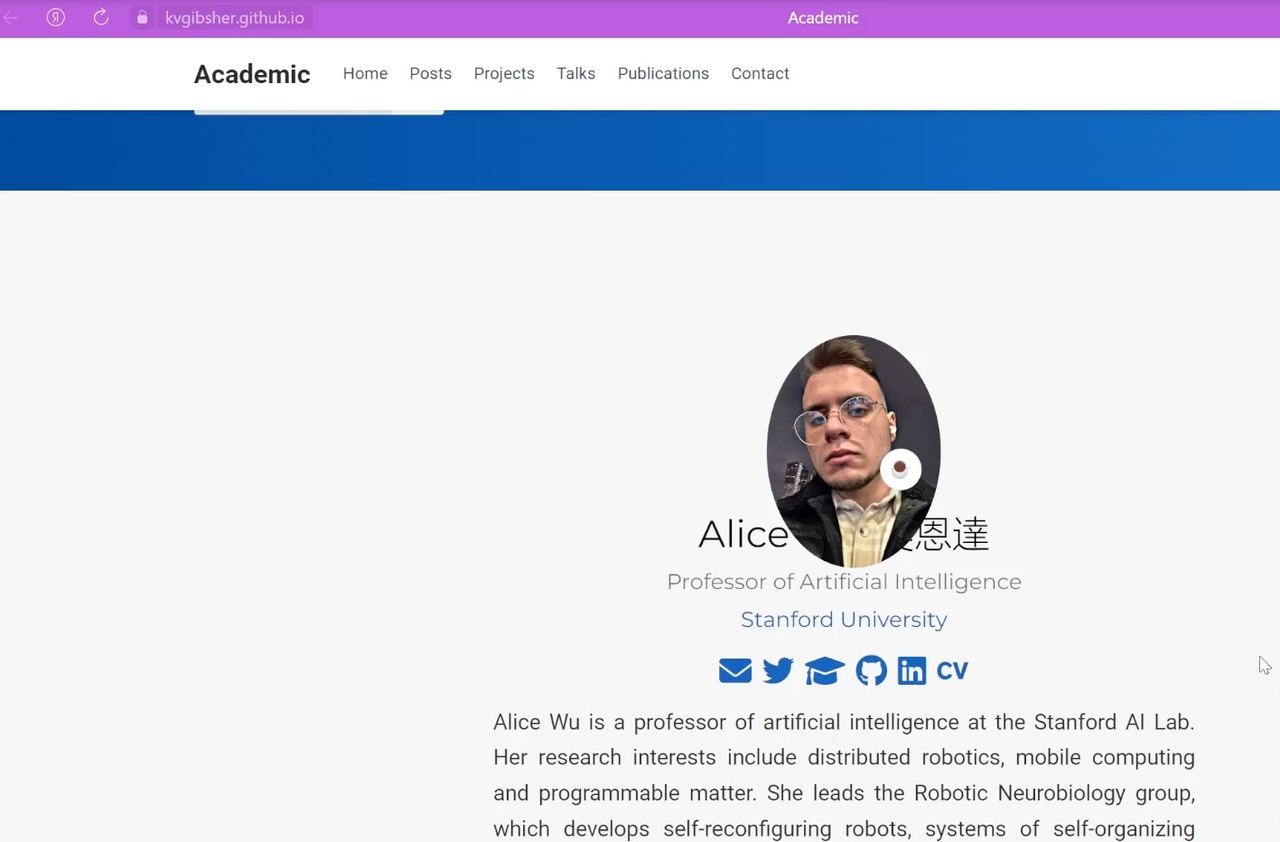 kvgibsher.github.io
Academic
Academic
Home
Posts
Projects
Talks
Publications
Contact
Alice 恩達
Professor of Artificial Intelligence
Stanford University
CV
Alice Wu is a professor of artificial intelligence at the Stanford AI Lab.
Her research interests include distributed robotics, mobile computing
and programmable matter. She leads the Robotic Neurobiology group,
which develops self-reconfiguring robots, systems of self-organizing